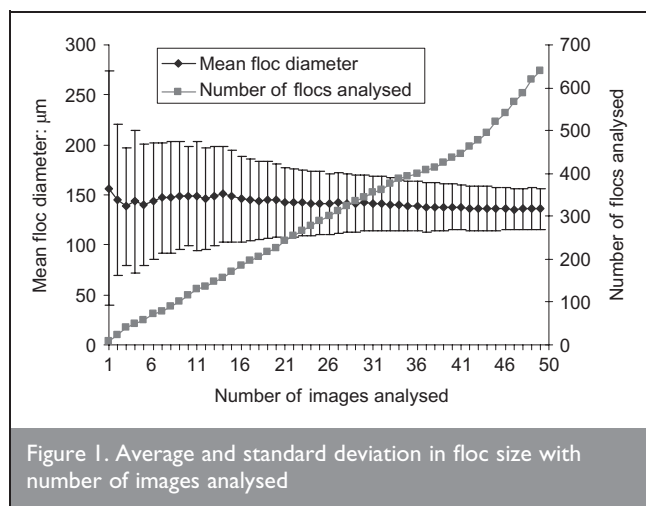 300
250
200
150
100
50
0
Mean floc diameter: μm
Mean floc diameter
Number of flocs analysed
700
600
500
400
300
200
100
0
Number of flocs analysed
1 6 11 16 21 26 31 36 41 46 50
Number of images analysed
Figure 1. Average and standard deviation in floc size with
number of images analysed